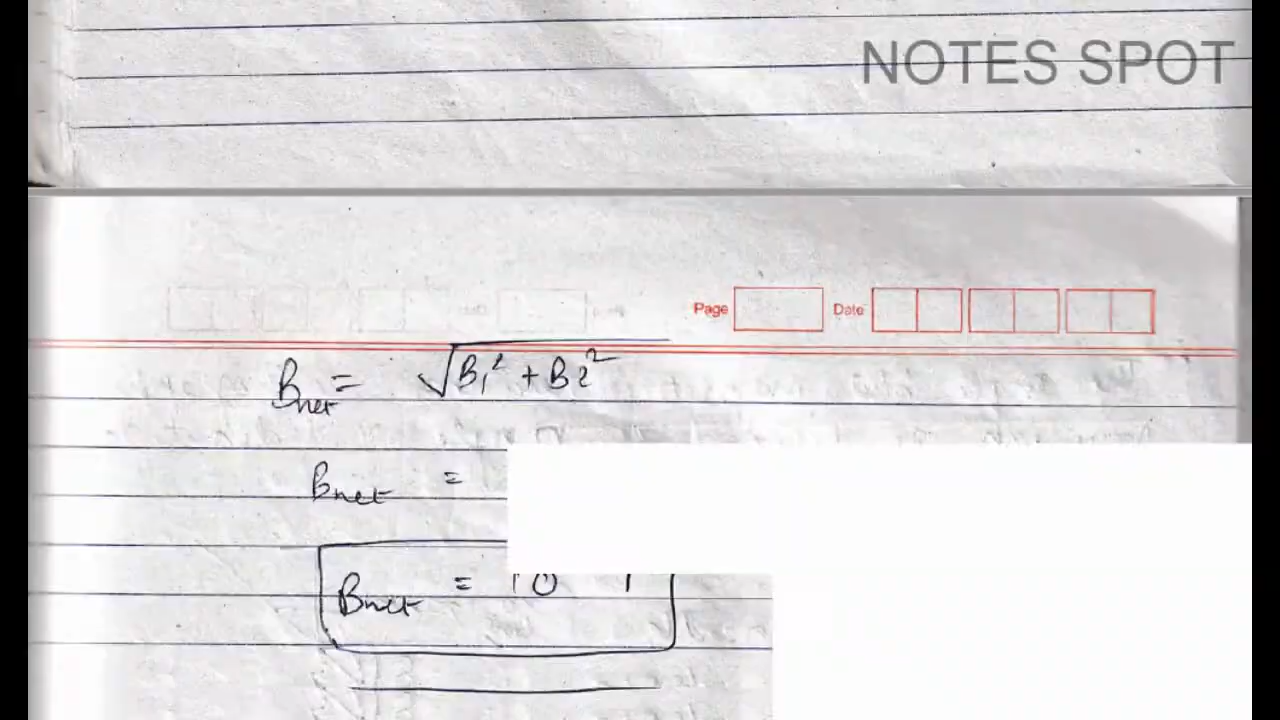 NOTES SPOT
Page Date
Bnet = √B₁² + B2²
Bnet =
Bnet = 10